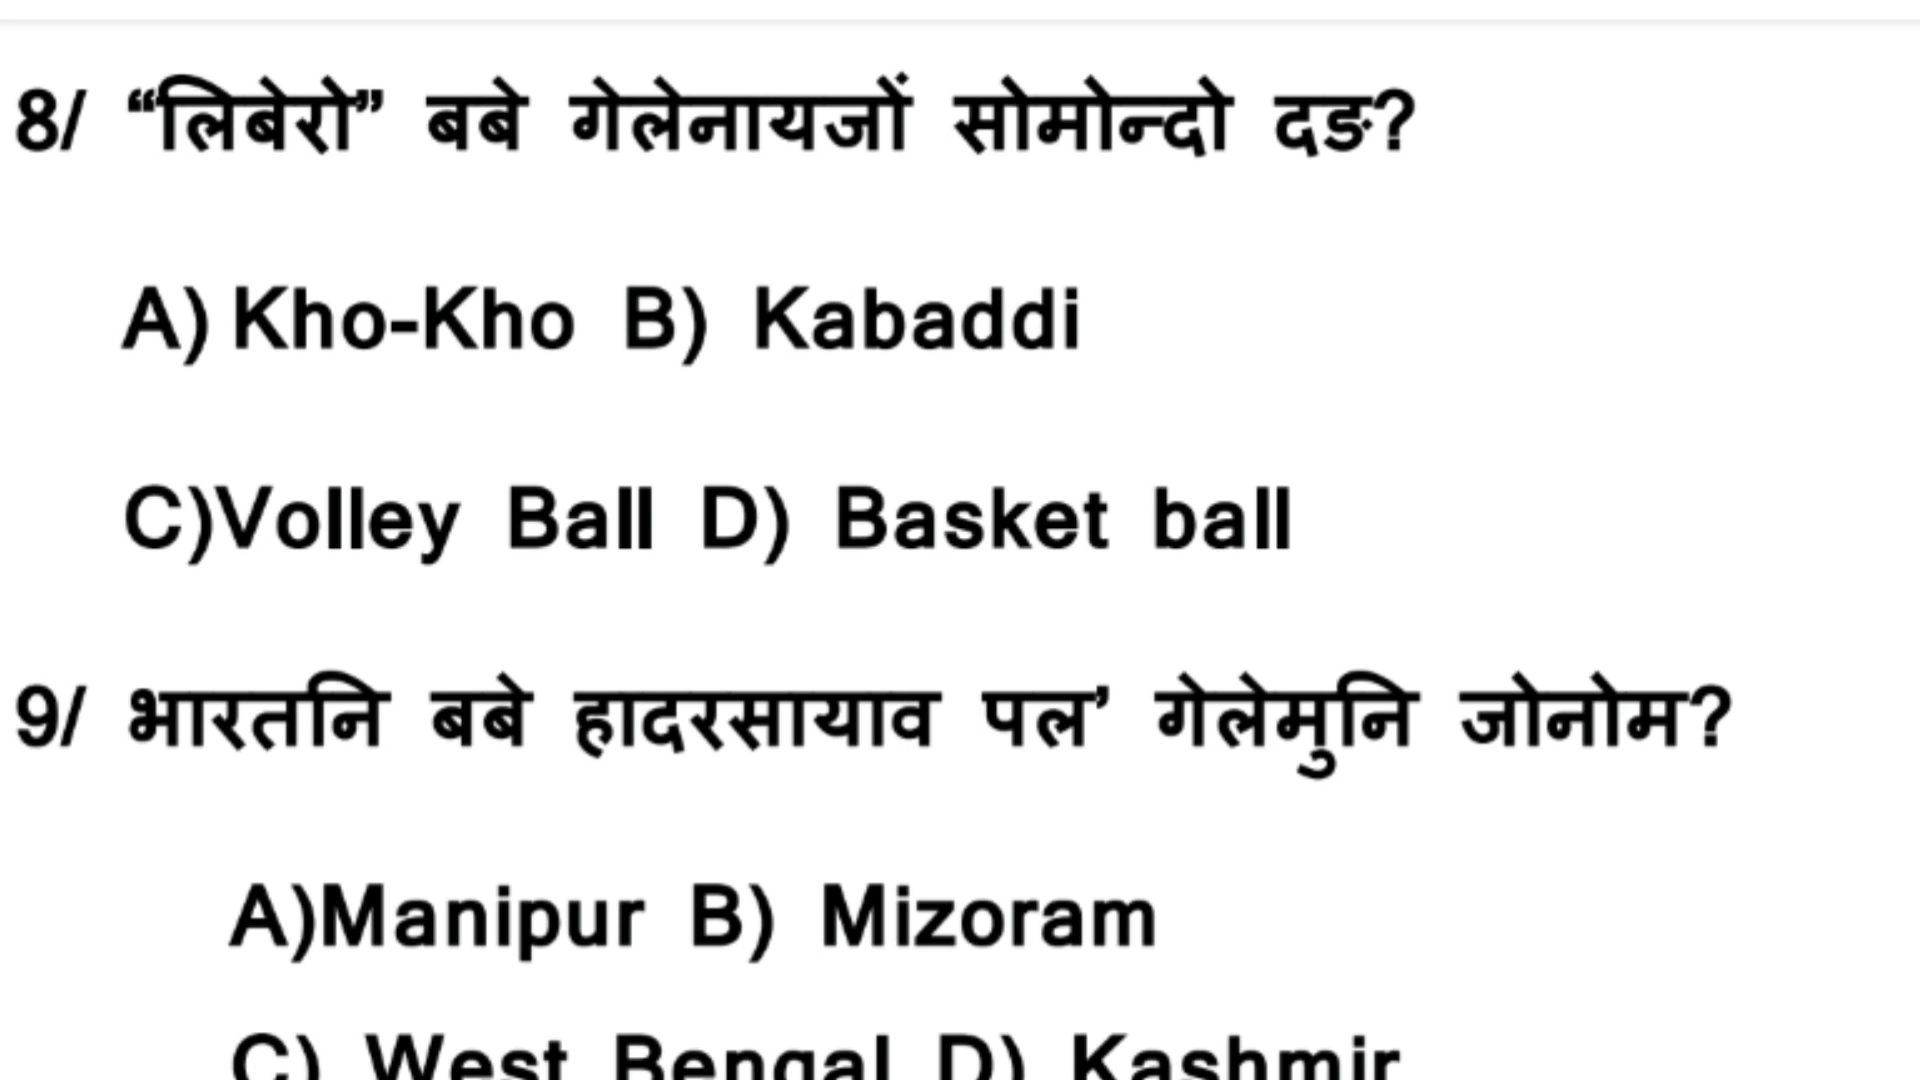 8/ “लिबेरो” बबे गेलेनायजों सोमोन्दो दङ?
A) Kho-Kho B) Kabaddi
C)Volley Ball D) Basket ball
9/ भारतनि बबे हादरसायाव पल’ गेलेमुनि जोनोम?
A)Manipur B) Mizoram
C) West Bengal D) Kashmir